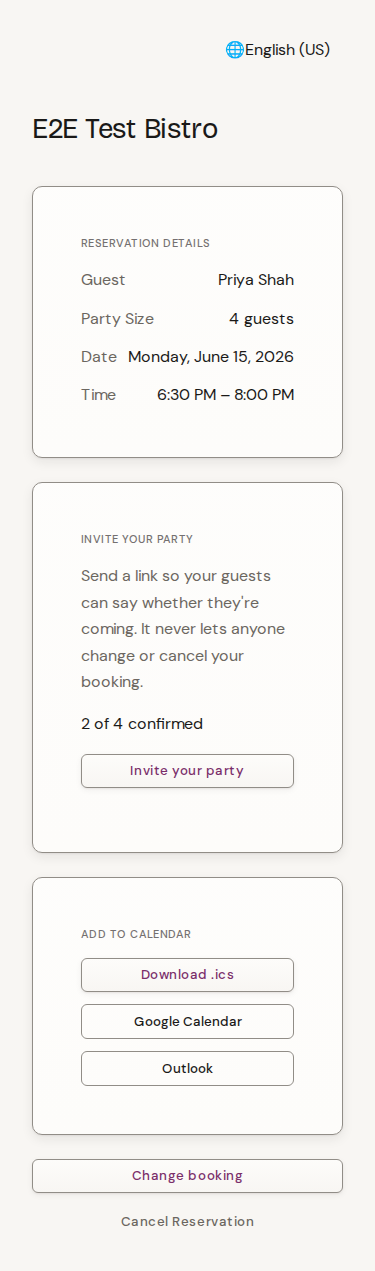 English (US)
E2E Test Bistro
RESERVATION DETAILS
Guest Priya Shah
Party Size 4 guests
Date Monday, June 15, 2026
Time 6:30 PM – 8:00 PM
INVITE YOUR PARTY
Send a link so your guests
can say whether they're
coming. It never lets anyone
change or cancel your
booking.
2 of 4 confirmed
Invite your party
ADD TO CALENDAR
Download .ics
Google Calendar
Outlook
Change booking
Cancel Reservation